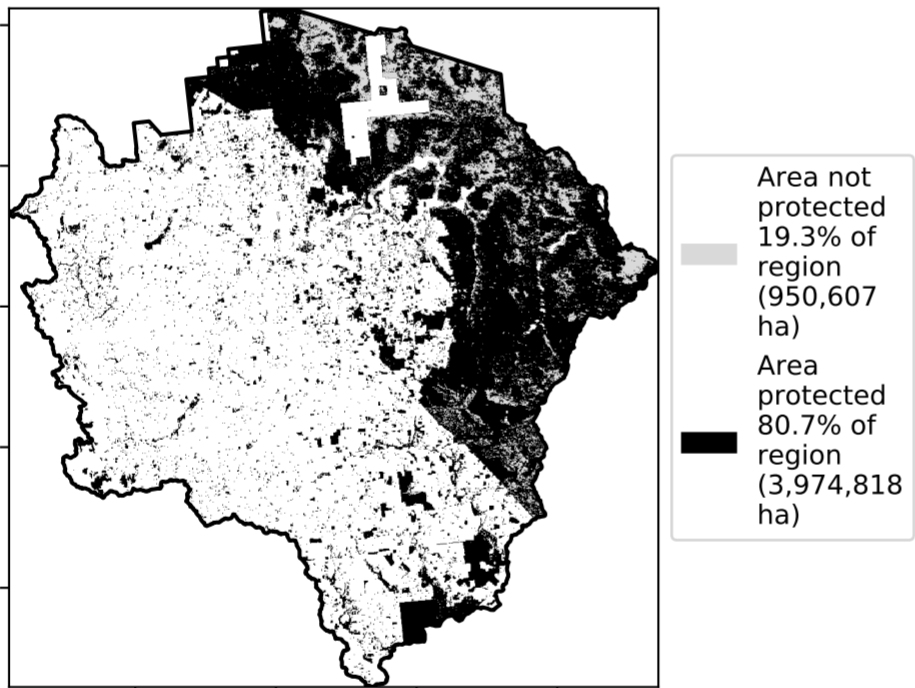 Area not
protected
19.3% of
region
(950,607
ha)
Area
protected
80.7% of
region
(3,974,818
ha)